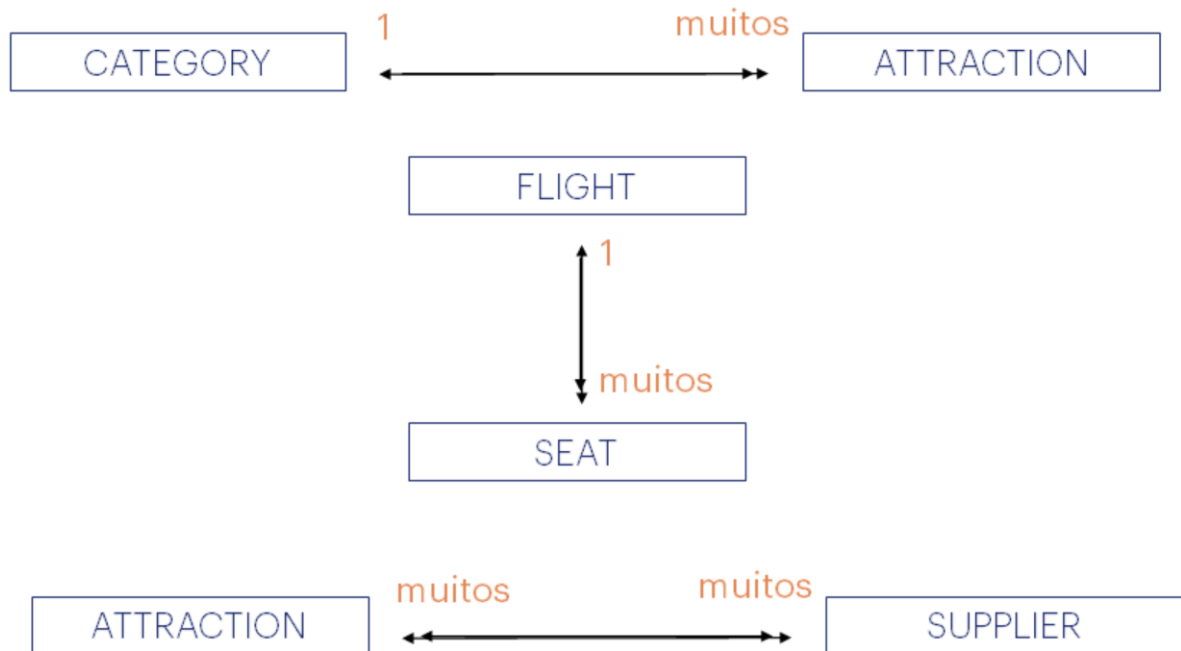 1 muitos
CATEGORY ATTRACTION
FLIGHT
1
muitos
SEAT
muitos muitos
ATTRACTION SUPPLIER